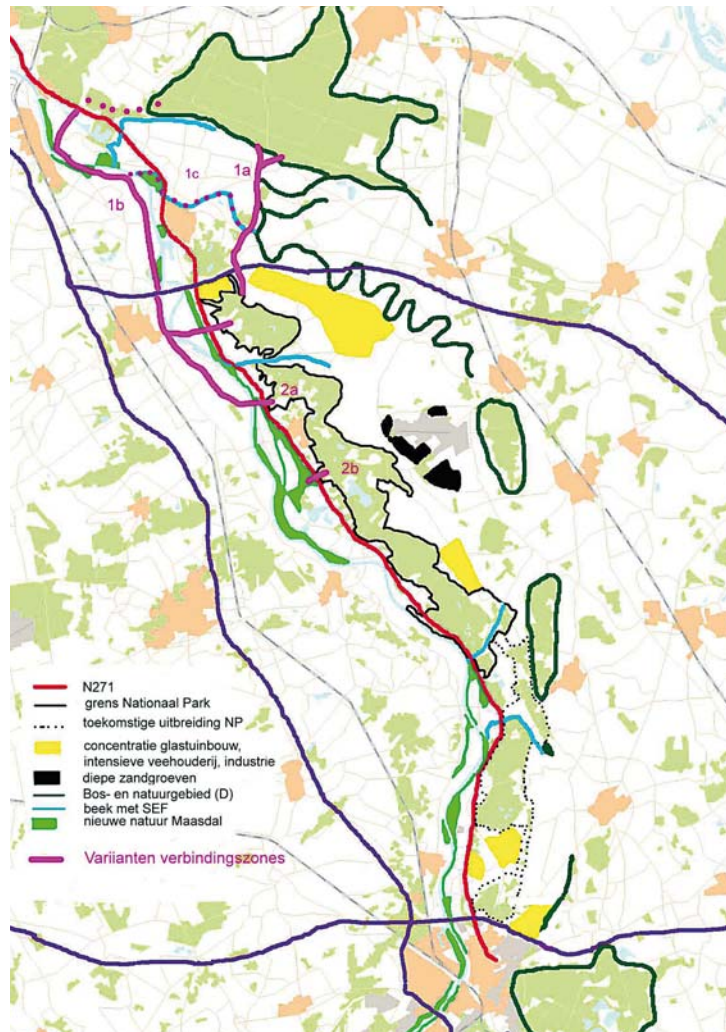 1a
1c
1b
2a
2b
N271
grens Nationaal Park
toekomstige uitbreiding NP
concentratie glastuinbouw,
intensieve veehouderij, industrie
diepe zandgroeven
Bos- en natuurgebied (D)
beek met SEF
nieuwe natuur Maasdal
Variianten verbindingszones